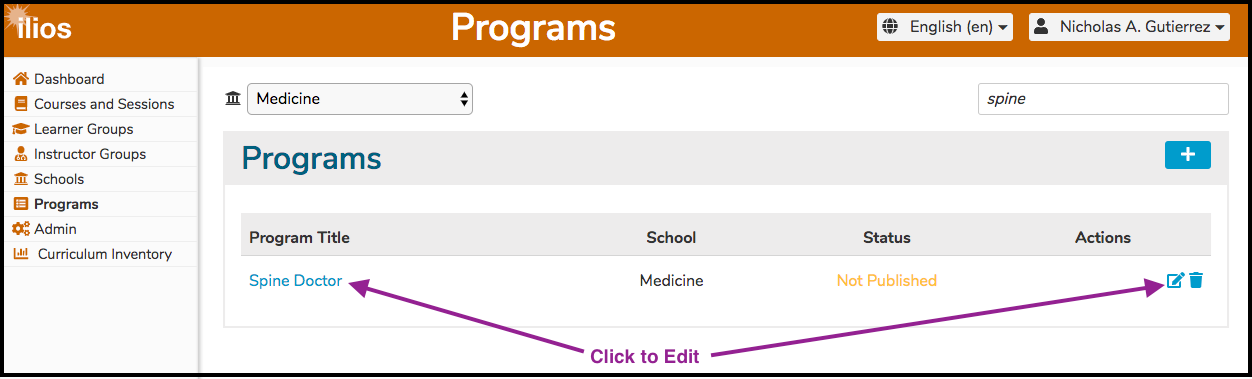 ilios
Programs
English (en)
Nicholas A. Gutierrez
Dashboard
Courses and Sessions
Learner Groups
Instructor Groups
Schools
Programs
Admin
Curriculum Inventory
Medicine
spine
Programs
Program Title School Status Actions
Spine Doctor Medicine Not Published
Click to Edit